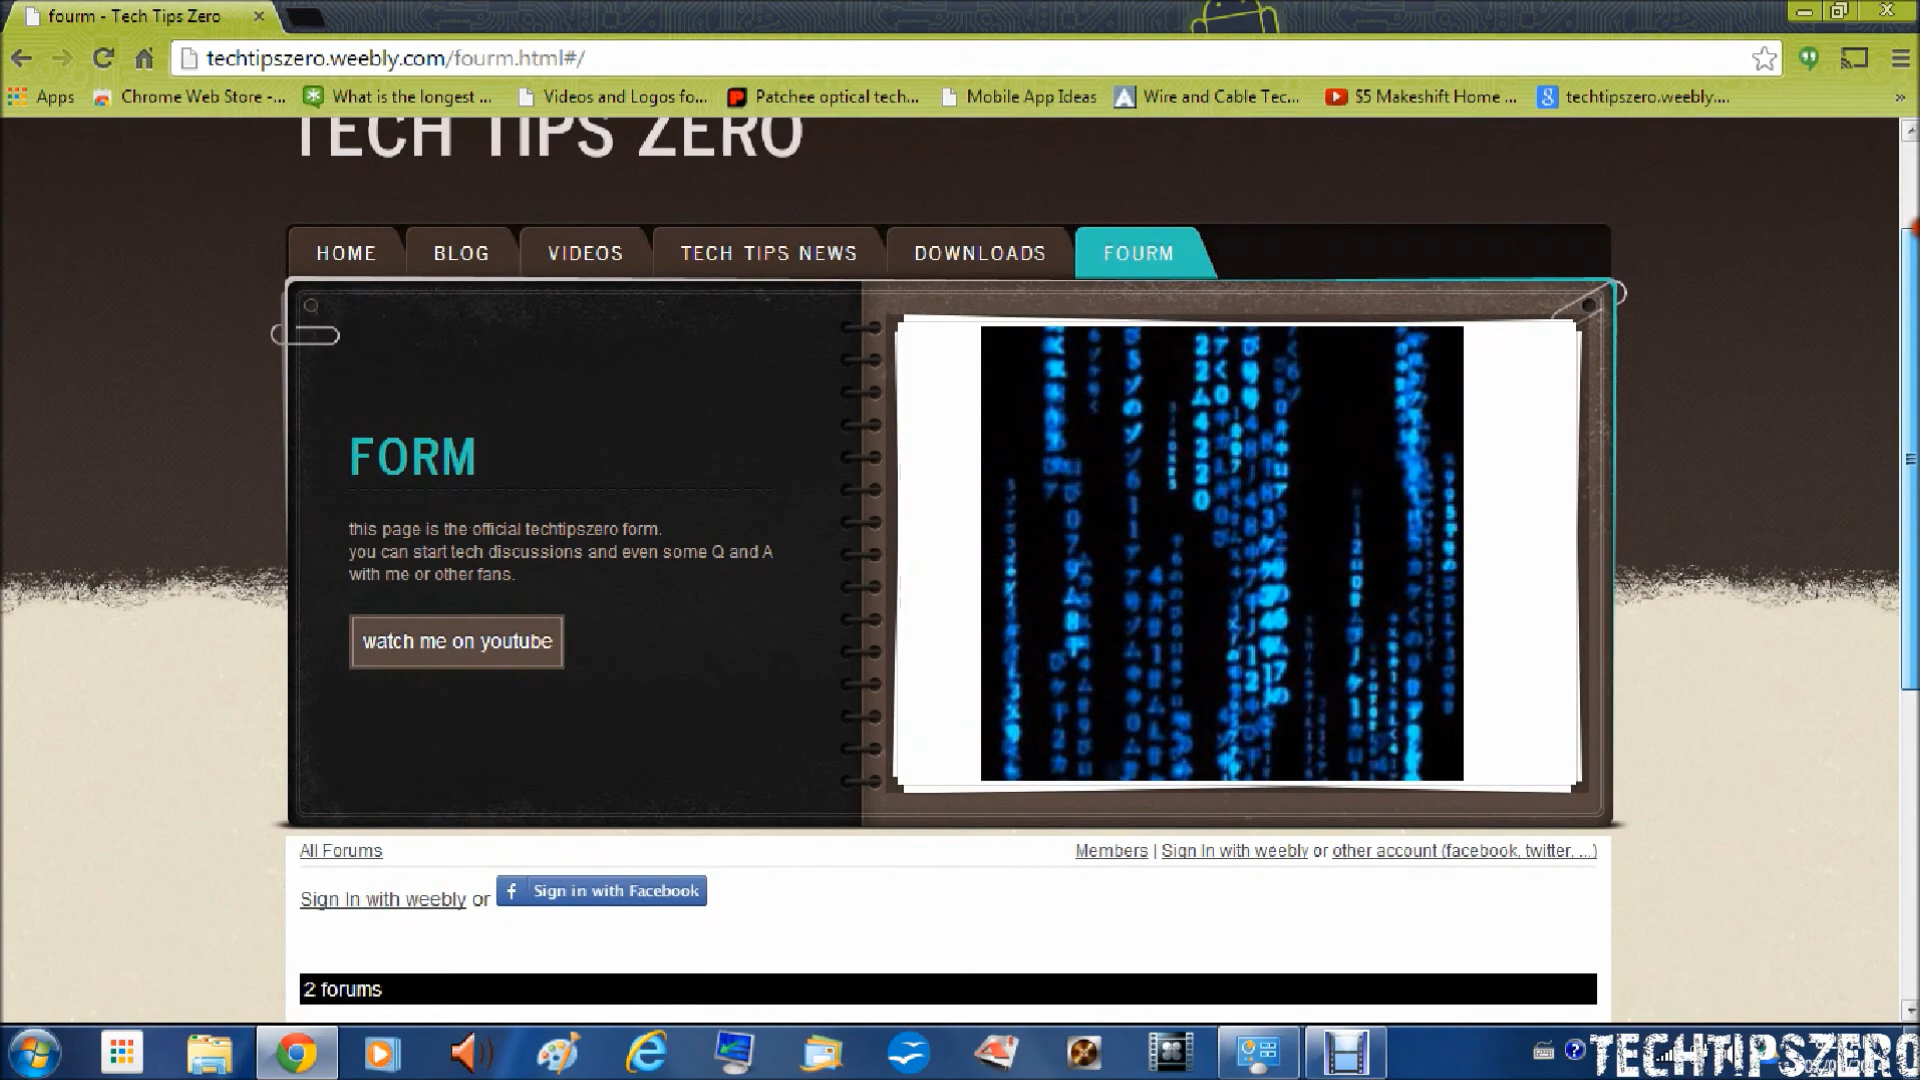 fourm - Tech Tips Zero
techtipszero.weebly.com/fourm.html#/
Apps Chrome Web Store -... What is the longest ... Videos and Logos fo... Patchee optical tech... Mobile App Ideas Wire and Cable Tec... $5 Makeshift Home ... techtipszero.weebly.... »
TECH TIPS ZERO
HOME BLOG VIDEOS TECH TIPS NEWS DOWNLOADS FOURM
FORM
this page is the official techtipszero form.
you can start tech discussions and even some Q and A
with me or other fans.
watch me on youtube
All Forums Members | Sign In with weebly or other account (facebook, twitter, ...)
Sign In with weebly or Sign in with Facebook
2 forums
TECHTIPSZERO